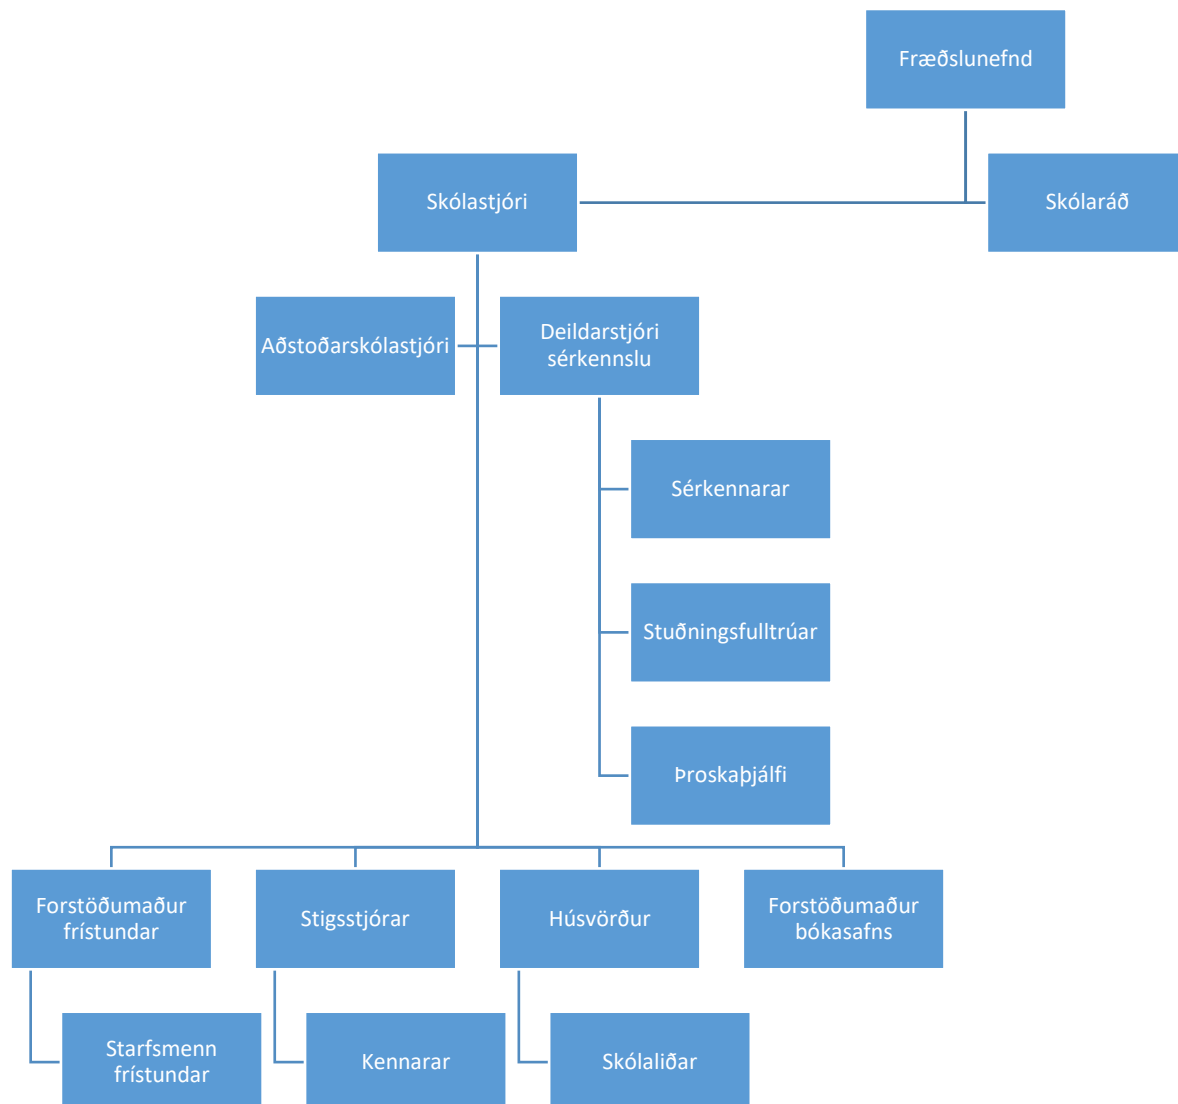 Fræðslunefnd
Skólastjóri
Skólaráð
Aðstoðarskólastjóri
Deildarstjóri
sérkennslu
Sérkennarar
Stuðningsfulltrúar
Þroskaþjálfi
Forstöðumaður
frístundar
Stigsstjórar
Húsvörður
Forstöðumaður
bókasafns
Starfsmenn
frístundar
Kennarar
Skólaliðar